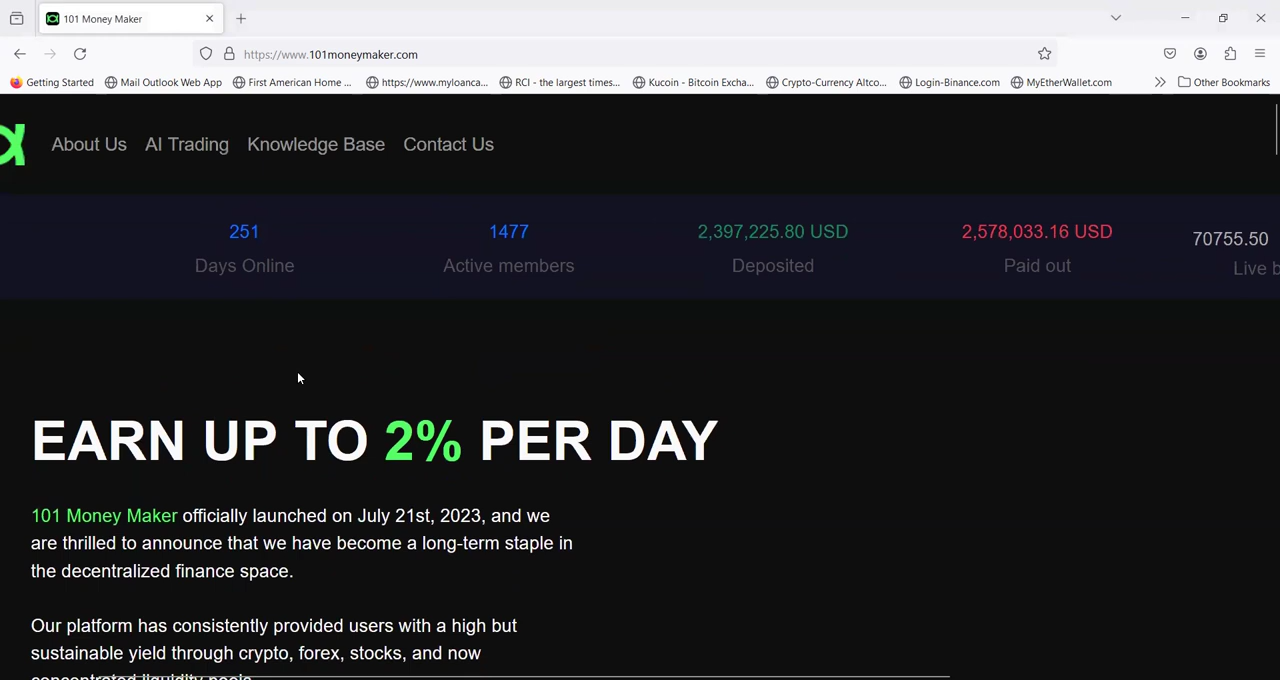 101 Money Maker
https://www.101moneymaker.com
Getting Started
Mail Outlook Web App
First American Home ...
https://www.myloanca...
RCI - the largest times...
Kucoin - Bitcoin Excha...
Crypto-Currency Altco...
Login-Binance.com
MyEtherWallet.com
Other Bookmarks
About Us
AI Trading
Knowledge Base
Contact Us
251
Days Online
1477
Active members
2,397,225.80 USD
Deposited
2,578,033.16 USD
Paid out
70755.50
Live b
EARN UP TO 2% PER DAY
101 Money Maker officially launched on July 21st, 2023, and we
are thrilled to announce that we have become a long-term staple in
the decentralized finance space.
Our platform has consistently provided users with a high but
sustainable yield through crypto, forex, stocks, and now
concentrated liquidity pools